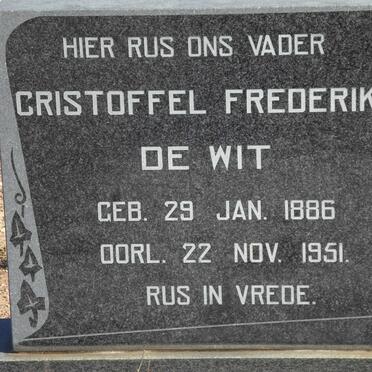 HIER RUS ONS VADER
CRISTOFFEL FREDERIK
DE WIT
GEB. 29 JAN. 1886
OORL. 22 NOV. 1951.
RUS IN VREDE.